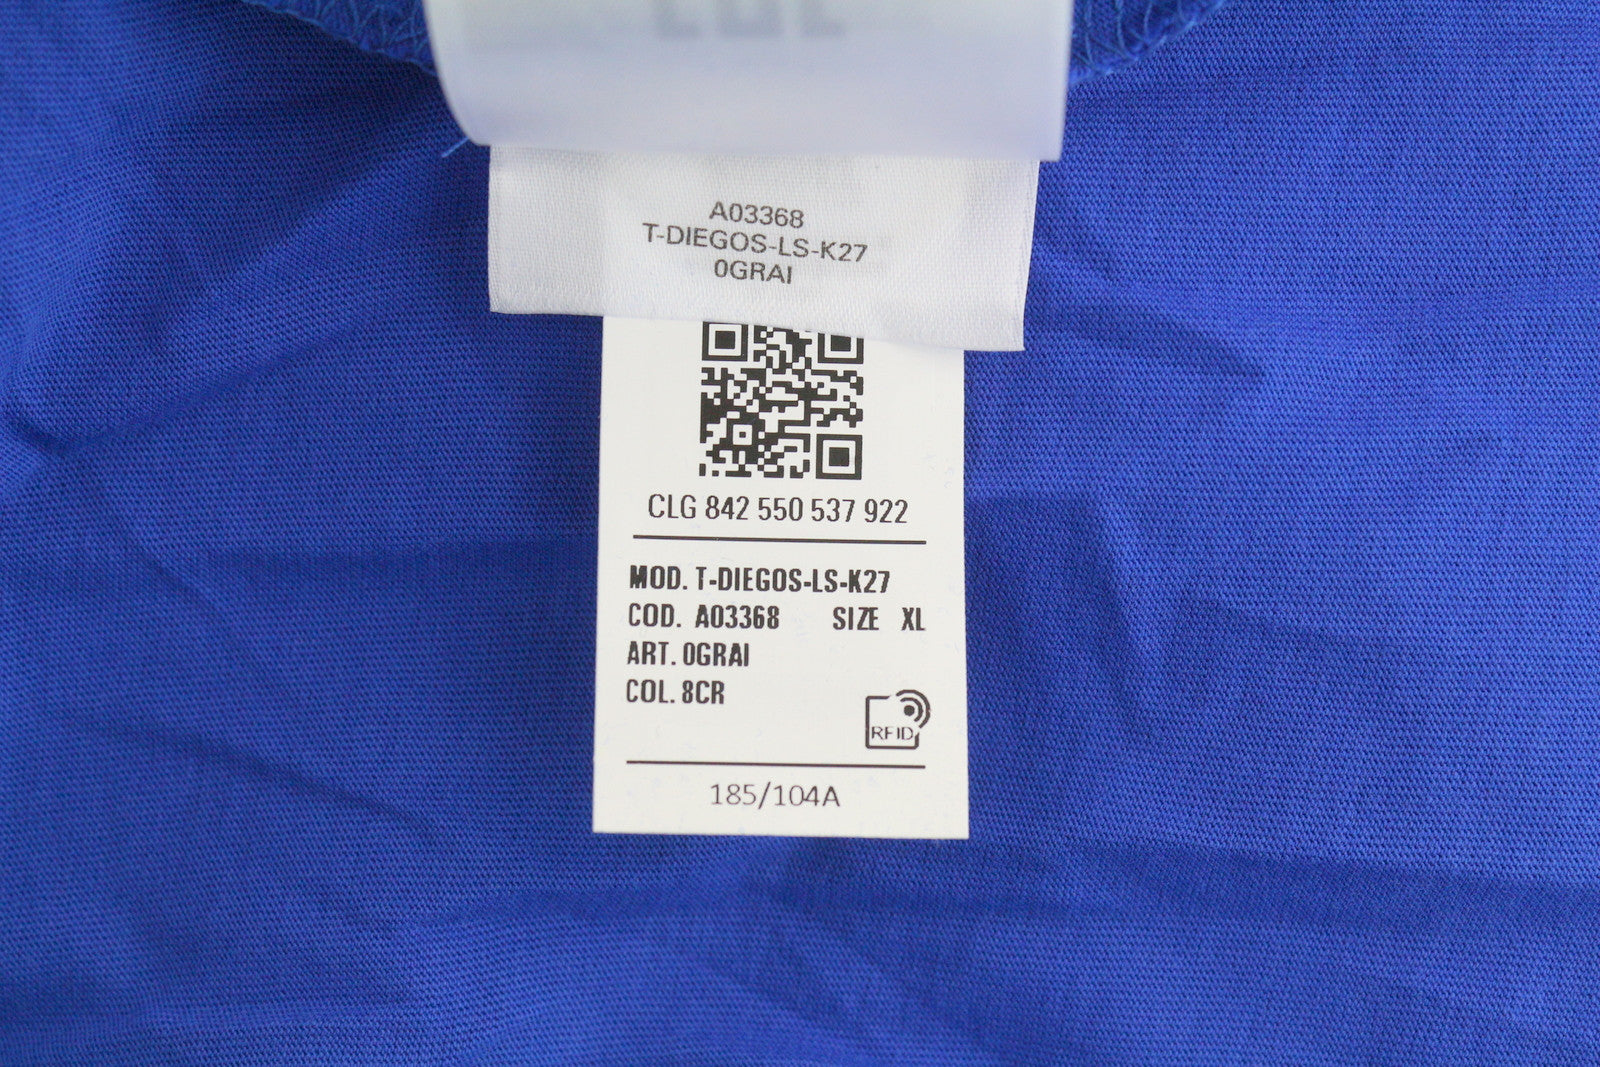 A03368
T-DIEGOS-LS-K27
0GRAI
CLG 842 550 537 922
MOD. T-DIEGOS-LS-K27
COD. A03368 SIZE XL
ART. 0GRAI
COL. 8CR
RFID
185/104A